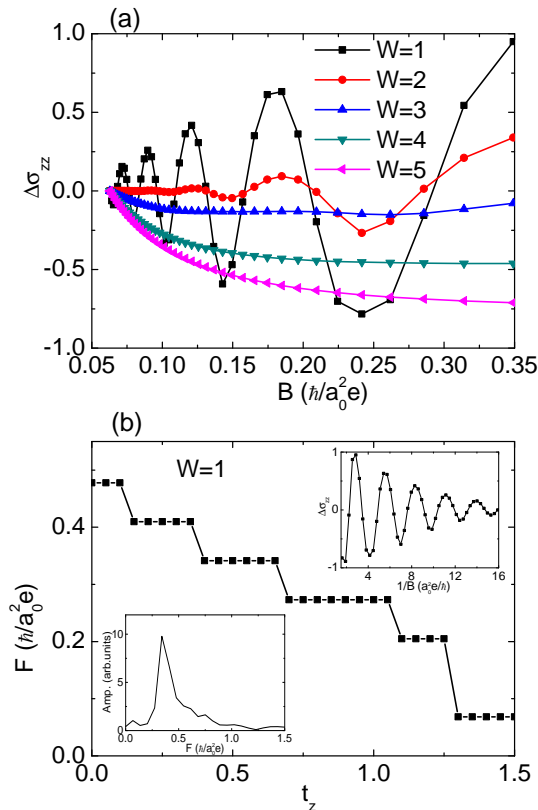 (a)
1.0
0.5
0.0
-0.5
-1.0
Δσzz
W=1
W=2
W=3
W=4
W=5
0.05 0.10 0.15 0.20 0.25 0.30 0.35
B (ħ/a₀²e)
(b)
W=1
0.4
0.2
0.0
F (ħ/a₀²e)
1
0
-1
Δσzz
4 8 12 16
1/B (a₀²e/ħ)
10
5
0
Amp. (arb.units)
0.0 0.5 1.0 1.5
F (ħ/a₀²e)
0.0 0.5 1.0 1.5
tz